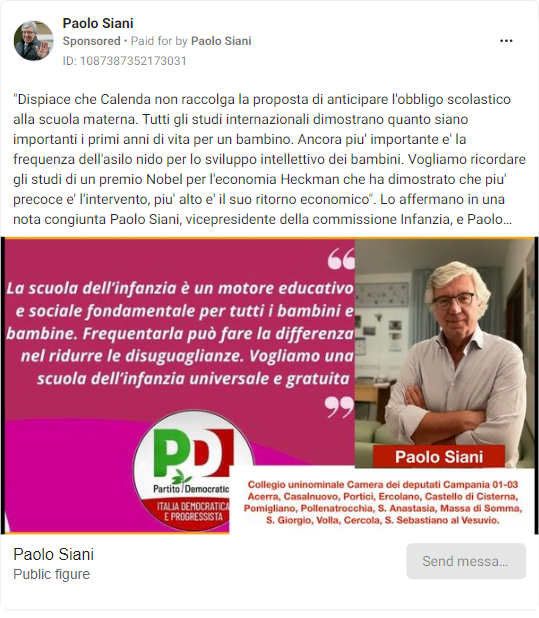 Paolo Siani
Sponsored • Paid for by Paolo Siani
ID: 1087387352173031
"Dispiace che Calenda non raccolga la proposta di anticipare l'obbligo scolastico
alla scuola materna. Tutti gli studi internazionali dimostrano quanto siano
importanti i primi anni di vita per un bambino. Ancora piu' importante e' la
frequenza dell'asilo nido per lo sviluppo intellettivo dei bambini. Vogliamo ricordare
gli studi di un premio Nobel per l'economia Heckman che ha dimostrato che piu'
precoce e' l'intervento, piu' alto e' il suo ritorno economico". Lo affermano in una
nota congiunta Paolo Siani, vicepresidente della commissione Infanzia, e Paolo...
“
La scuola dell'infanzia è un motore educativo
e sociale fondamentale per tutti i bambini e
bambine. Frequentarla può fare la differenza
nel ridurre le disuguaglianze. Vogliamo una
scuola dell'infanzia universale e gratuita
”
PD
Partito Democratic
ITALIA DEMOCRATICA
E PROGRESSISTA
Paolo Siani
Collegio uninominale Camera dei deputati Campania 01-03
Acerra, Casalnuovo, Portici, Ercolano, Castello di Cisterna,
Pomigliano, Pollenatrocchia, S. Anastasia, Massa di Somma,
S. Giorgio, Volla, Cercola, S. Sebastiano al Vesuvio.
Paolo Siani
Public figure
Send messa...